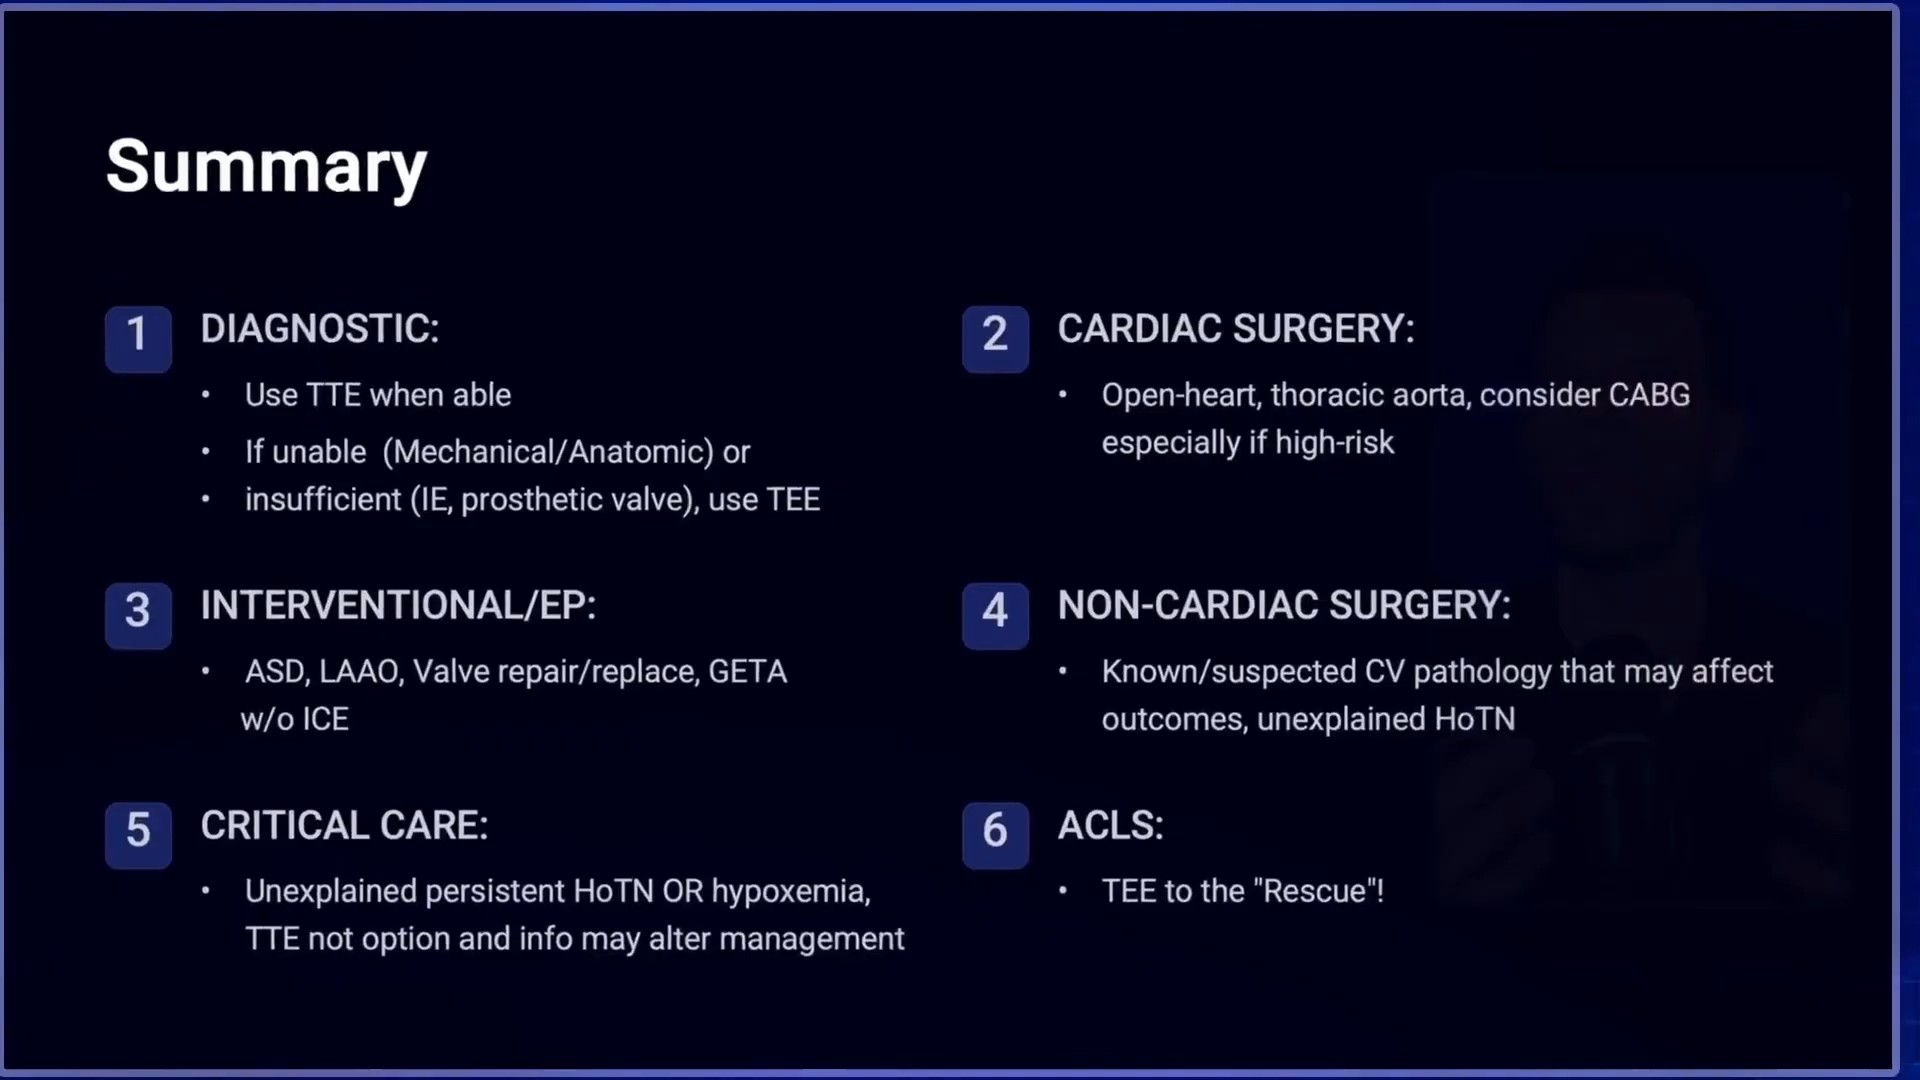 Summary
1 DIAGNOSTIC:
• Use TTE when able
• If unable  (Mechanical/Anatomic) or
• insufficient (IE, prosthetic valve), use TEE
2 CARDIAC SURGERY:
• Open-heart, thoracic aorta, consider CABG
especially if high-risk
3 INTERVENTIONAL/EP:
• ASD, LAAO, Valve repair/replace, GETA
w/o ICE
4 NON-CARDIAC SURGERY:
• Known/suspected CV pathology that may affect
outcomes, unexplained HoTN
5 CRITICAL CARE:
• Unexplained persistent HoTN OR hypoxemia,
TTE not option and info may alter management
6 ACLS:
• TEE to the "Rescue"!